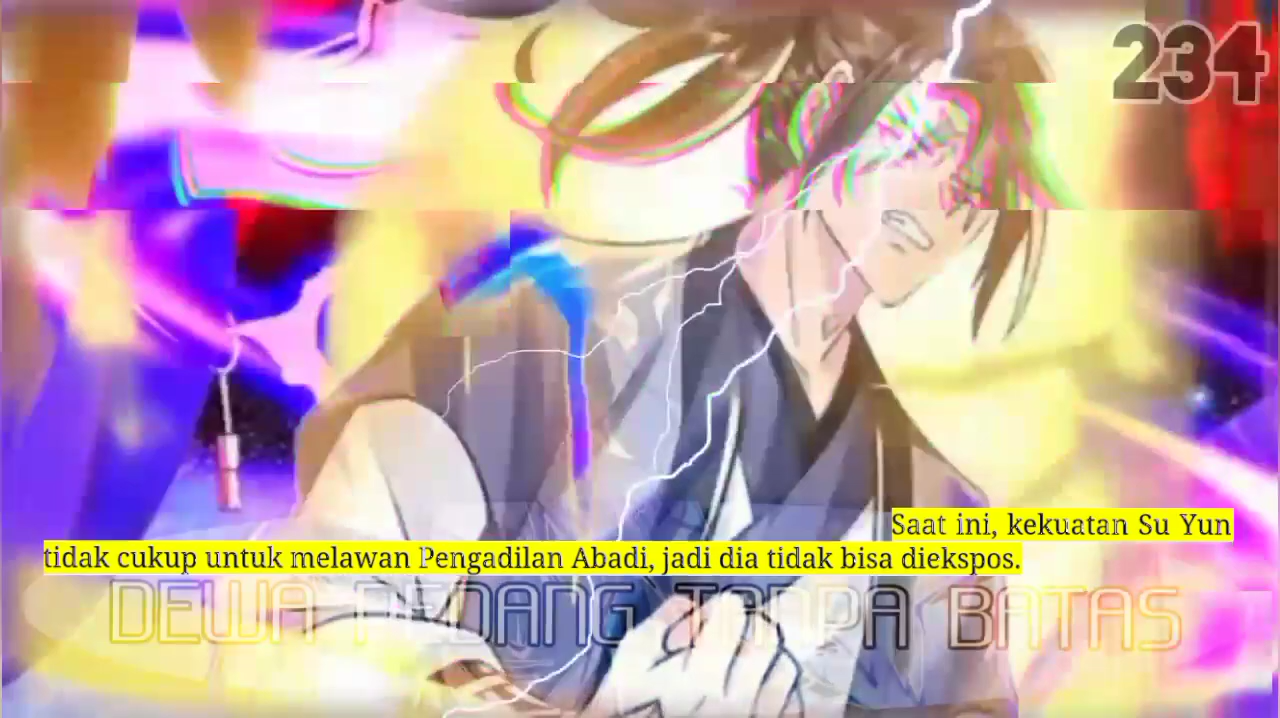 234
Saat ini, kekuatan Su Yun
tidak cukup untuk melawan Pengadilan Abadi, jadi dia tidak bisa diekspos.
DEWA PEDANG TANPA BATAS